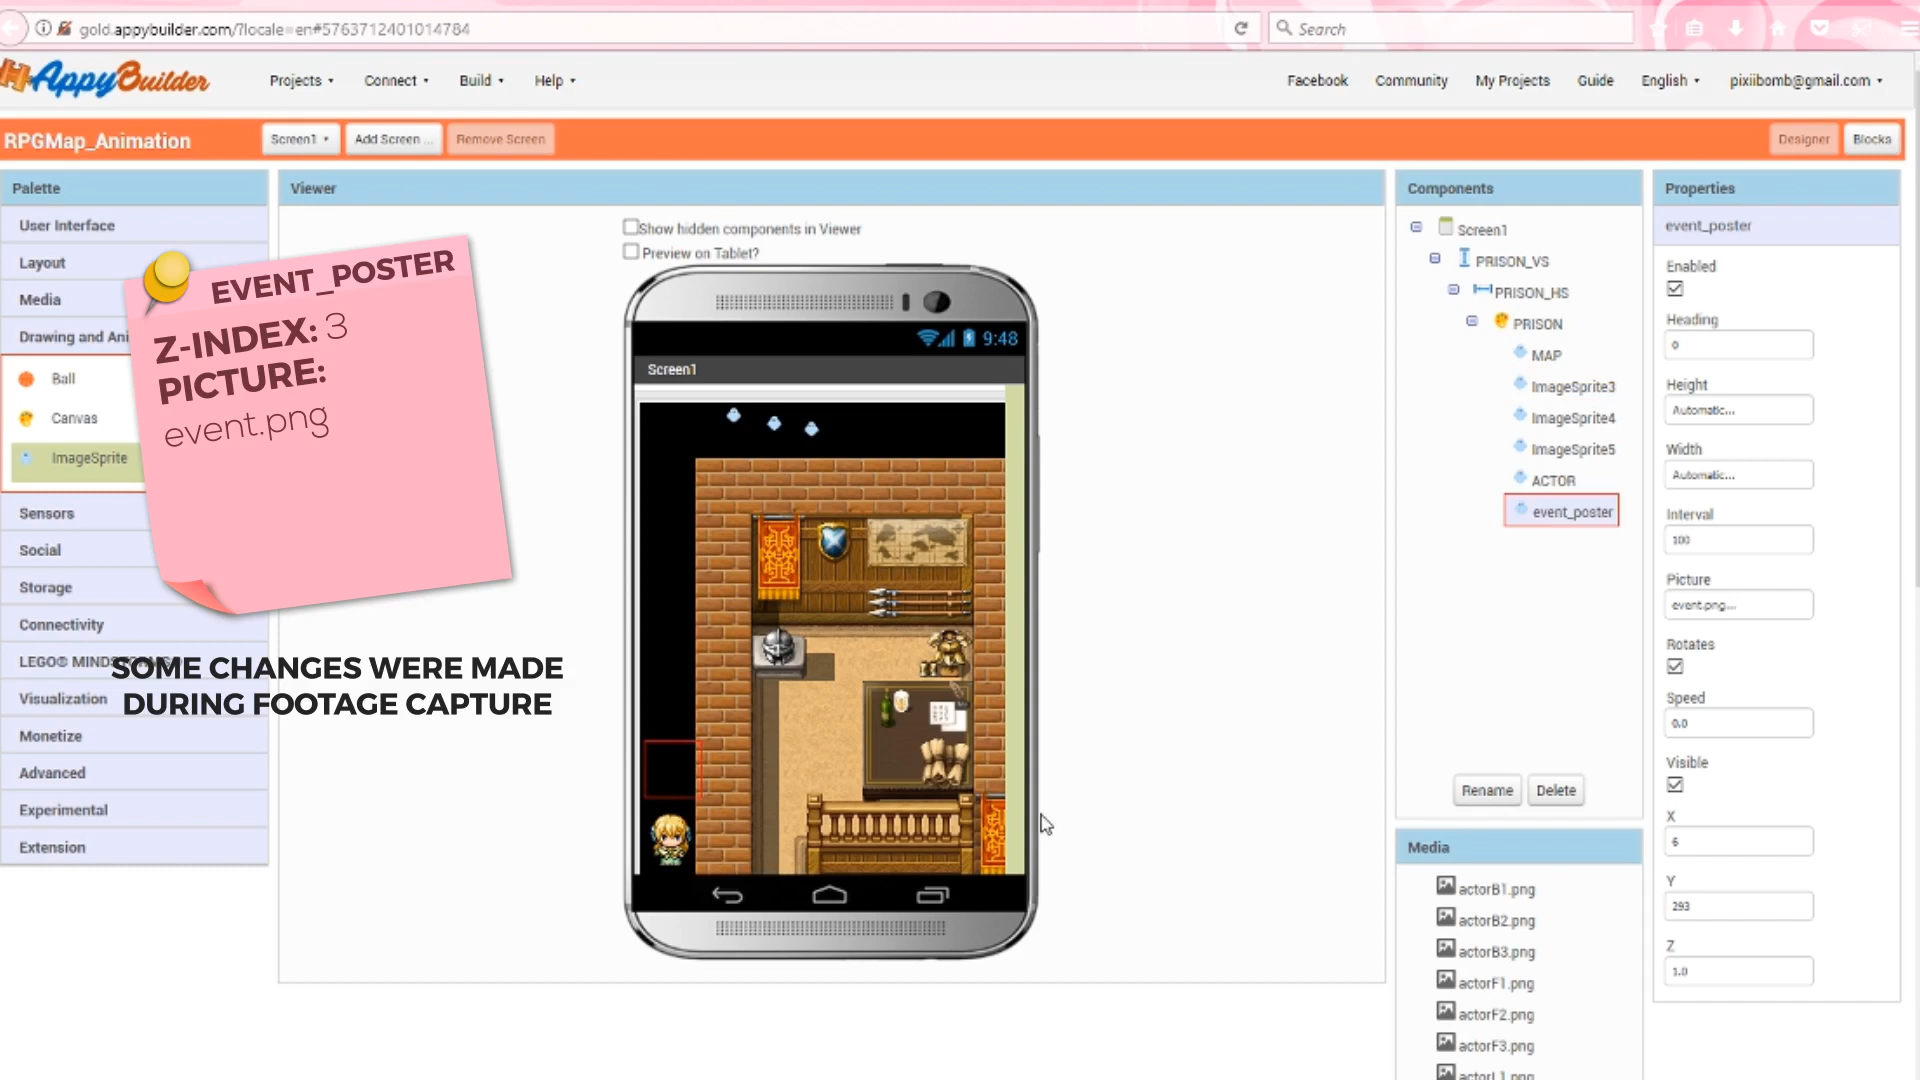 gold.appybuilder.com/?locale=en#5763712401014784
Search
AppyBuilder
Projects
Connect
Build
Help
Facebook
Community
My Projects
Guide
English
pixiibomb@gmail.com
RPGMap_Animation
Screen1
Add Screen ...
Remove Screen
Designer
Blocks
Palette
User Interface
Layout
Media
Drawing and Ani
Ball
Canvas
ImageSprite
Sensors
Social
Storage
Connectivity
LEGO® MINDS
Visualization
Monetize
Advanced
Experimental
Extension
EVENT_POSTER
Z-INDEX: 3
PICTURE:
event.png
SOME CHANGES WERE MADE
DURING FOOTAGE CAPTURE
Viewer
Show hidden components in Viewer
Preview on Tablet?
9:48
Screen1
Components
Screen1
PRISON_VS
PRISON_HS
PRISON
MAP
ImageSprite3
ImageSprite4
ImageSprite5
ACTOR
event_poster
Rename
Delete
Media
actorB1.png
actorB2.png
actorB3.png
actorF1.png
actorF2.png
actorF3.png
actorL1.png
Properties
event_poster
Enabled
Heading
0
Height
Automatic...
Width
Automatic...
Interval
100
Picture
event.png...
Rotates
Speed
0.0
Visible
X
6
Y
293
Z
1.0